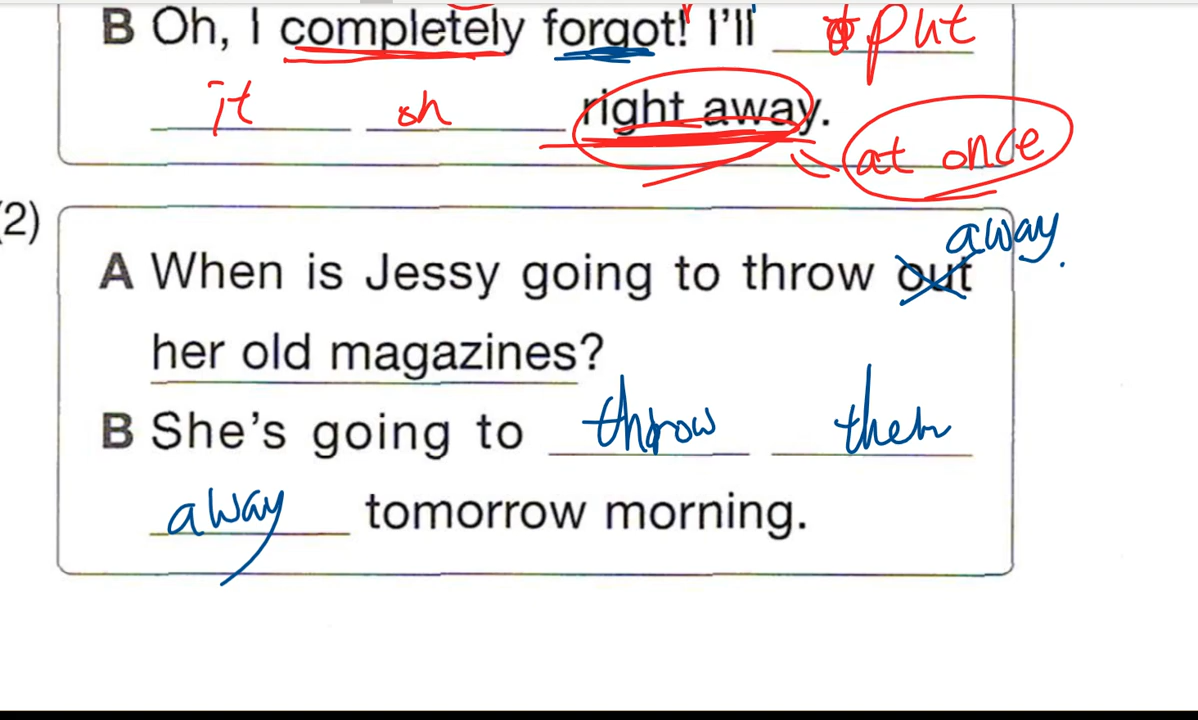 B Oh, I completely forgot! I'll put
it on right away.
at once
(2)
away.
A When is Jessy going to throw out
her old magazines?
B She's going to throw them
away tomorrow morning.